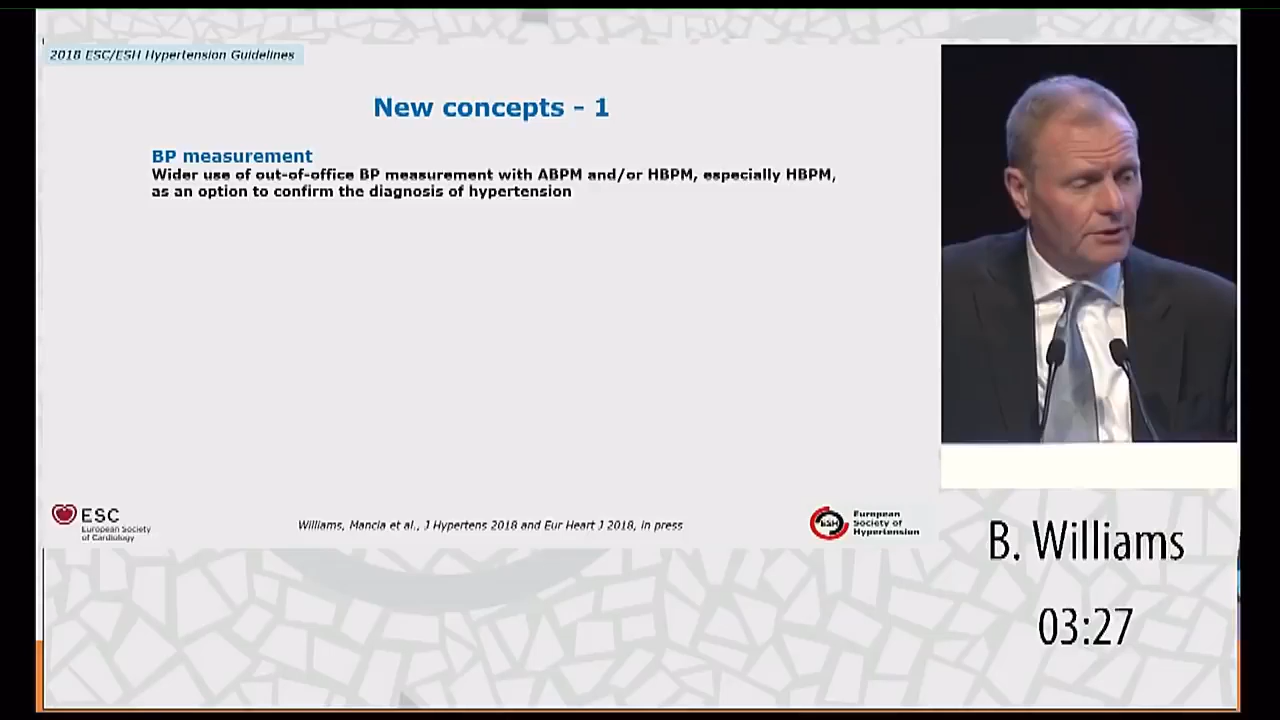 2018 ESC/ESH Hypertension Guidelines
New concepts - 1
BP measurement
Wider use of out-of-office BP measurement with ABPM and/or HBPM, especially HBPM,
as an option to confirm the diagnosis of hypertension
ESC
European Society
of Cardiology
Williams, Mancia et al., J Hypertens 2018 and Eur Heart J 2018, in press
ESH
European
Society of
Hypertension
B. Williams
03:27